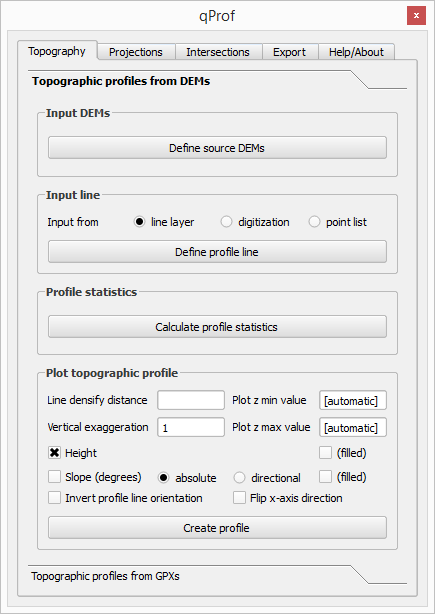 qProf
Topography Projections Intersections Export Help/About
Topographic profiles from DEMs
Input DEMs
Define source DEMs
Input line
Input from line layer digitization point list
Define profile line
Profile statistics
Calculate profile statistics
Plot topographic profile
Line densify distance Plot z min value [automatic]
Vertical exaggeration 1 Plot z max value [automatic]
Height (filled)
Slope (degrees) absolute directional (filled)
Invert profile line orientation Flip x-axis direction
Create profile
Topographic profiles from GPXs